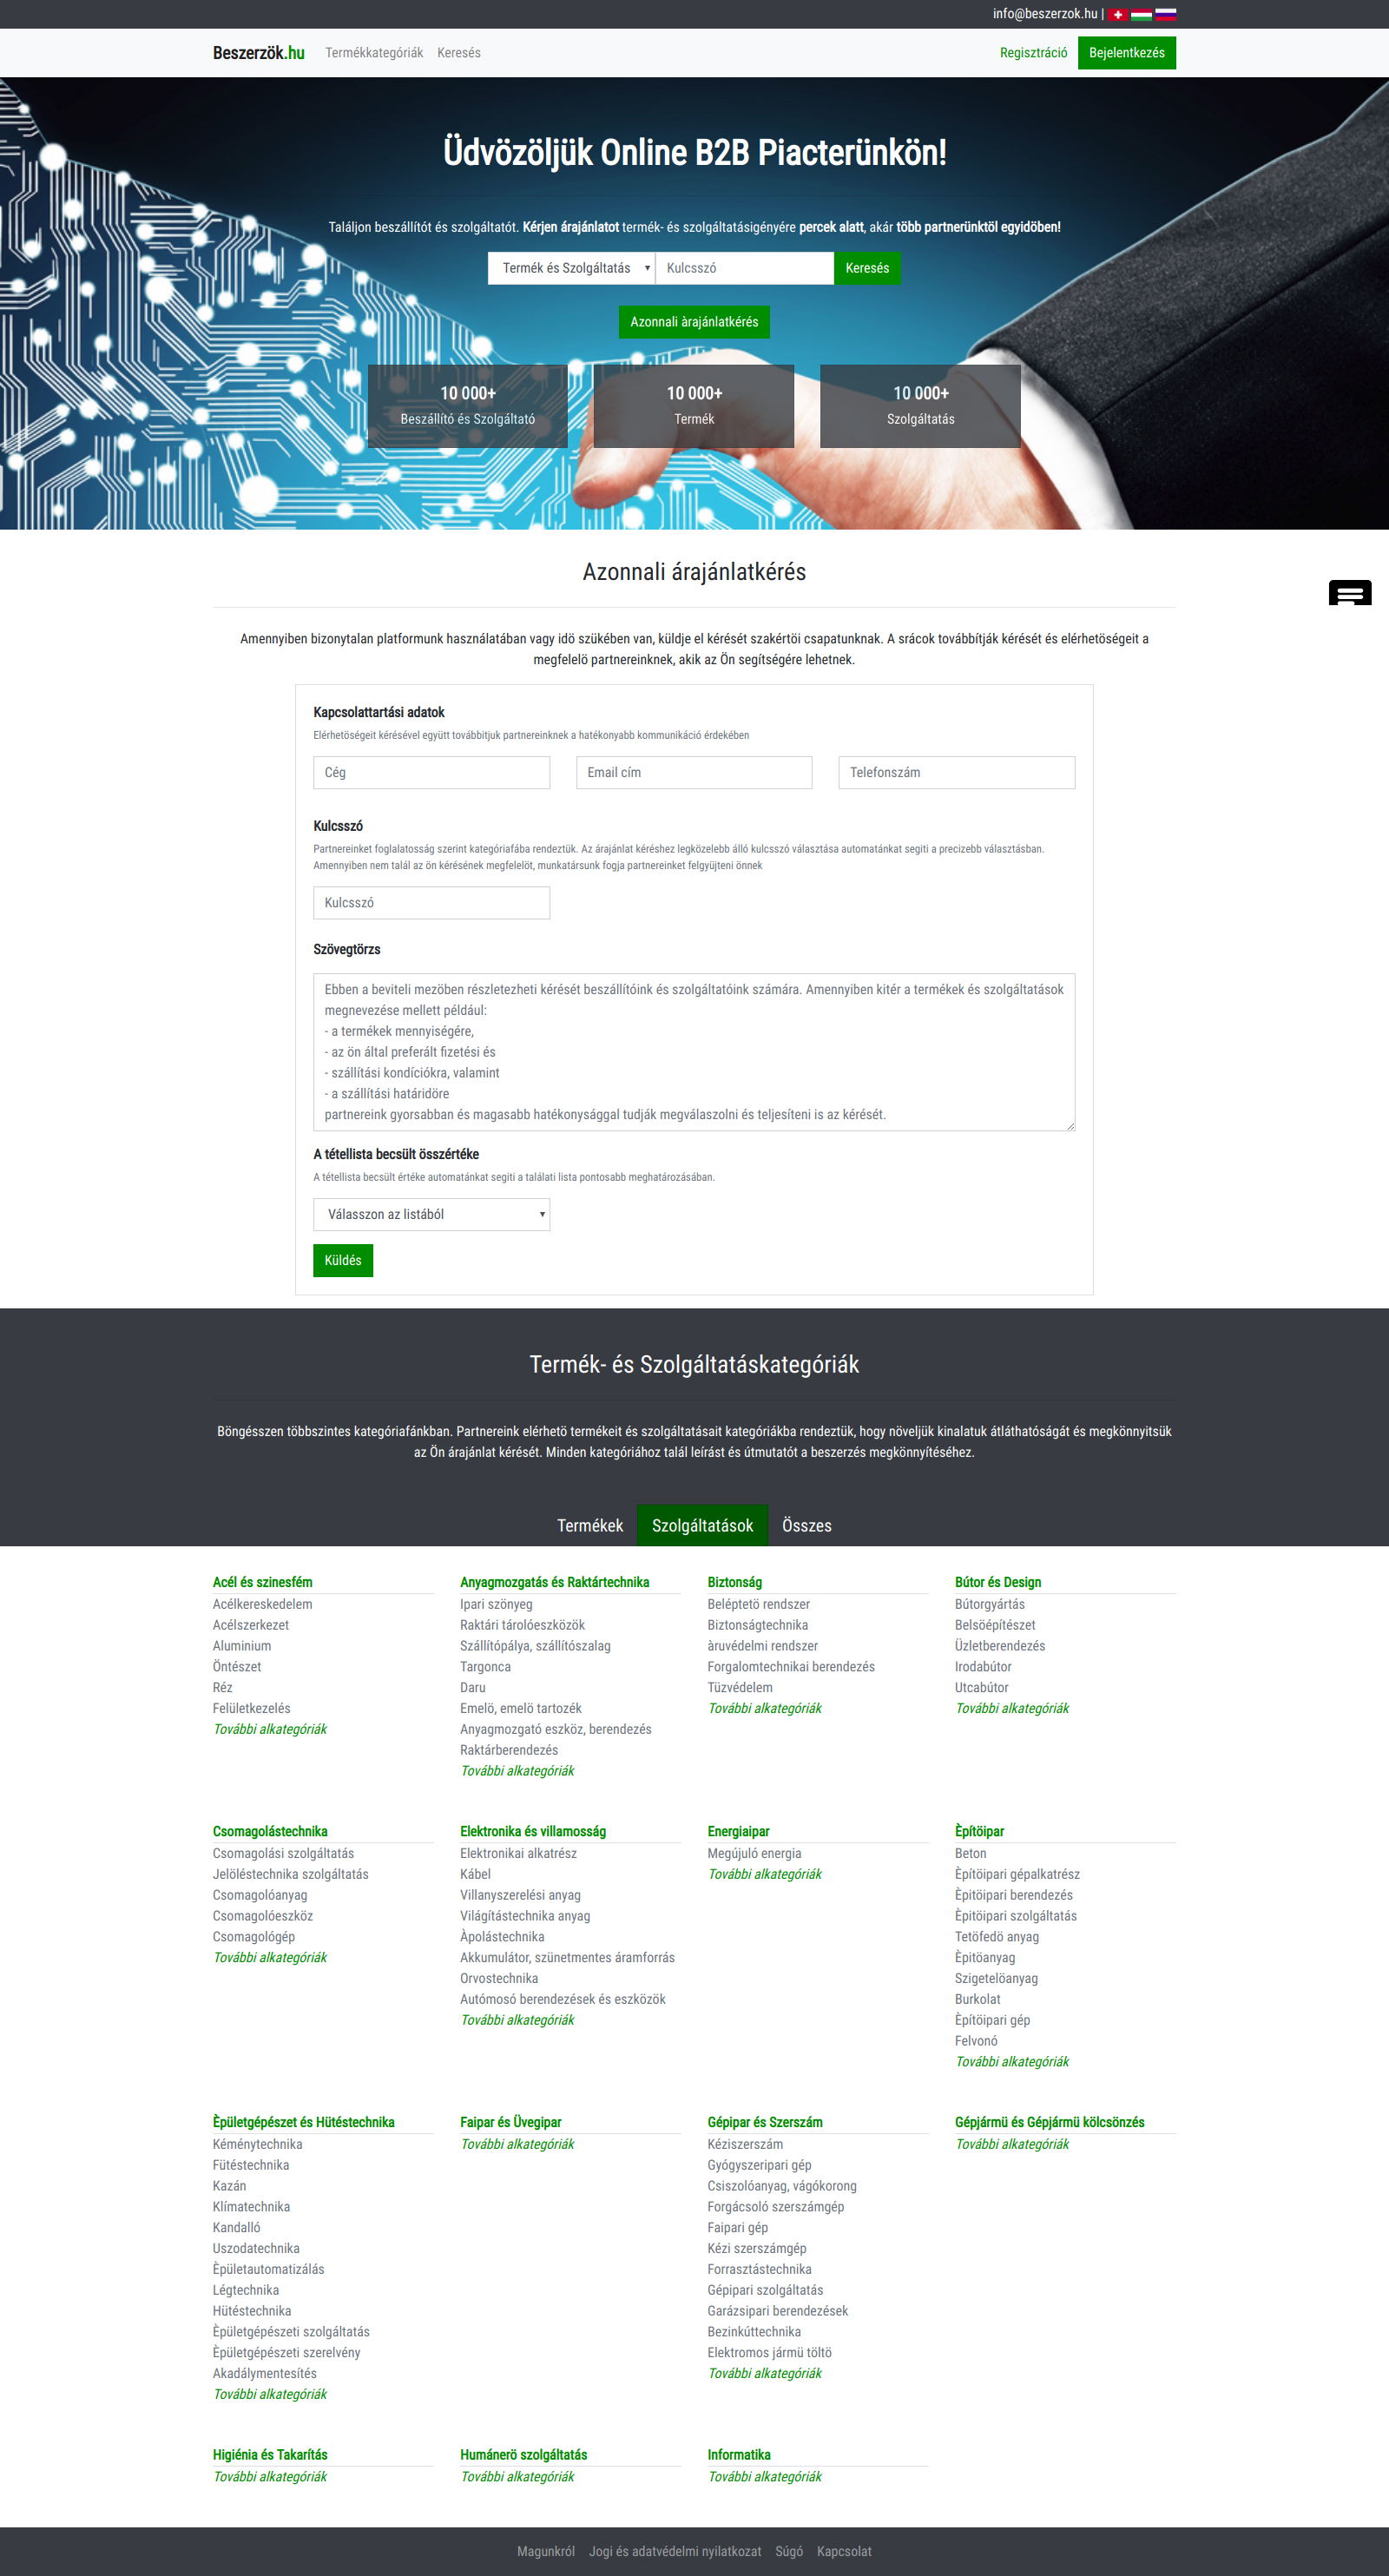 info@beszerzok.hu |
Beszerzök.hu Termékkategóriák Keresés Regisztráció Bejelentkezés
Üdvözöljük Online B2B Piacterünkön!
Találjon beszállítót és szolgáltatót. Kérjen árajánlatot termék- és szolgáltatásigényére percek alatt, akár több partnerünktöl egyidöben!
Termék és Szolgáltatás Kulcsszó Keresés
Azonnali àrajánlatkérés
10 000+ 10 000+ 10 000+
Beszállító és Szolgáltató Termék Szolgáltatás
Azonnali árajánlatkérés
Amennyiben bizonytalan platformunk használatában vagy idö szükében van, küldje el kérését szakértöi csapatunknak. A srácok továbbítják kérését és elérhetöségeit a
megfelelö partnereinknek, akik az Ön segítségére lehetnek.
Kapcsolattartási adatok
Elérhetöségeit kérésével együtt továbbitjuk partnereinknek a hatékonyabb kommunikáció érdekében
Cég Email cím Telefonszám
Kulcsszó
Partnereinket foglalatosság szerint kategóriafába rendeztük. Az árajánlat kéréshez legközelebb álló kulcsszó választása automatánkat segiti a precizebb választásban.
Amennyiben nem talál az ön kérésének megfelelöt, munkatársunk fogja partnereinket felgyüjteni önnek
Kulcsszó
Szövegtörzs
Ebben a beviteli mezöben részletezheti kérését beszállítóink és szolgáltatóink számára. Amennyiben kitér a termékek és szolgáltatások
megnevezése mellett például:
- a termékek mennyiségére,
- az ön által preferált fizetési és
- szállítási kondíciókra, valamint
- a szállítási határidöre
partnereink gyorsabban és magasabb hatékonysággal tudják megválaszolni és teljesíteni is az kérését.
A tétellista becsült összértéke
A tétellista becsült értéke automatánkat segiti a találati lista pontosabb meghatározásában.
Válasszon az listából
Küldés
Termék- és Szolgáltatáskategóriák
Böngésszen többszintes kategóriafánkban. Partnereink elérhetö termékeit és szolgáltatásait kategóriákba rendeztük, hogy növeljük kinalatuk átláthatóságát és megkönnyitsük
az Ön árajánlat kérését. Minden kategóriához talál leírást és útmutatót a beszerzés megkönnyítéséhez.
Termékek Szolgáltatások Összes
Acél és szinesfém
Acélkereskedelem
Acélszerkezet
Aluminium
Öntészet
Réz
Felületkezelés
További alkategóriák
Anyagmozgatás és Raktártechnika
Ipari szönyeg
Raktári tárolóeszközök
Szállítópálya, szállítószalag
Targonca
Daru
Emelö, emelö tartozék
Anyagmozgató eszköz, berendezés
Raktárberendezés
További alkategóriák
Biztonság
Beléptetö rendszer
Biztonságtechnika
àruvédelmi rendszer
Forgalomtechnikai berendezés
Tüzvédelem
További alkategóriák
Bútor és Design
Bútorgyártás
Belsöépítészet
Üzletberendezés
Irodabútor
Utcabútor
További alkategóriák
Csomagolástechnika
Csomagolási szolgáltatás
Jelöléstechnika szolgáltatás
Csomagolóanyag
Csomagolóeszköz
Csomagológép
További alkategóriák
Elektronika és villamosság
Elektronikai alkatrész
Kábel
Villanyszerelési anyag
Világítástechnika anyag
Àpolástechnika
Akkumulátor, szünetmentes áramforrás
Orvostechnika
Autómosó berendezések és eszközök
További alkategóriák
Energiaipar
Megújuló energia
További alkategóriák
Èpítöipar
Beton
Èpítöipari gépalkatrész
Èpitöipari berendezés
Èpitöipari szolgáltatás
Tetöfedö anyag
Èpitöanyag
Szigetelöanyag
Burkolat
Èpítöipari gép
Felvonó
További alkategóriák
Èpületgépészet és Hütéstechnika
Kéménytechnika
Fütéstechnika
Kazán
Klímatechnika
Kandalló
Uszodatechnika
Èpületautomatizálás
Légtechnika
Hütéstechnika
Èpületgépészeti szolgáltatás
Èpületgépészeti szerelvény
Akadálymentesítés
További alkategóriák
Faipar és Üvegipar
További alkategóriák
Gépipar és Szerszám
Kéziszerszám
Gyógyszeripari gép
Csiszolóanyag, vágókorong
Forgácsoló szerszámgép
Faipari gép
Kézi szerszámgép
Forrasztástechnika
Gépipari szolgáltatás
Garázsipari berendezések
Bezinkúttechnika
Elektromos jármü töltö
További alkategóriák
Gépjármü és Gépjármü kölcsönzés
További alkategóriák
Higiénia és Takarítás
További alkategóriák
Humánerö szolgáltatás
További alkategóriák
Informatika
További alkategóriák
Magunkról Jogi és adatvédelmi nyilatkozat Súgó Kapcsolat